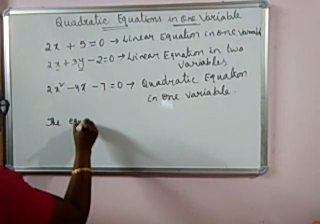 Quadratic Equations in one Variable
2x + 5 = 0 → Linear Equation in one variable
2x + 3y - 2 = 0 → Linear Equation in two
variables
2x² - 4x - 7 = 0 → Quadratic Equation
in one variable.
The equ